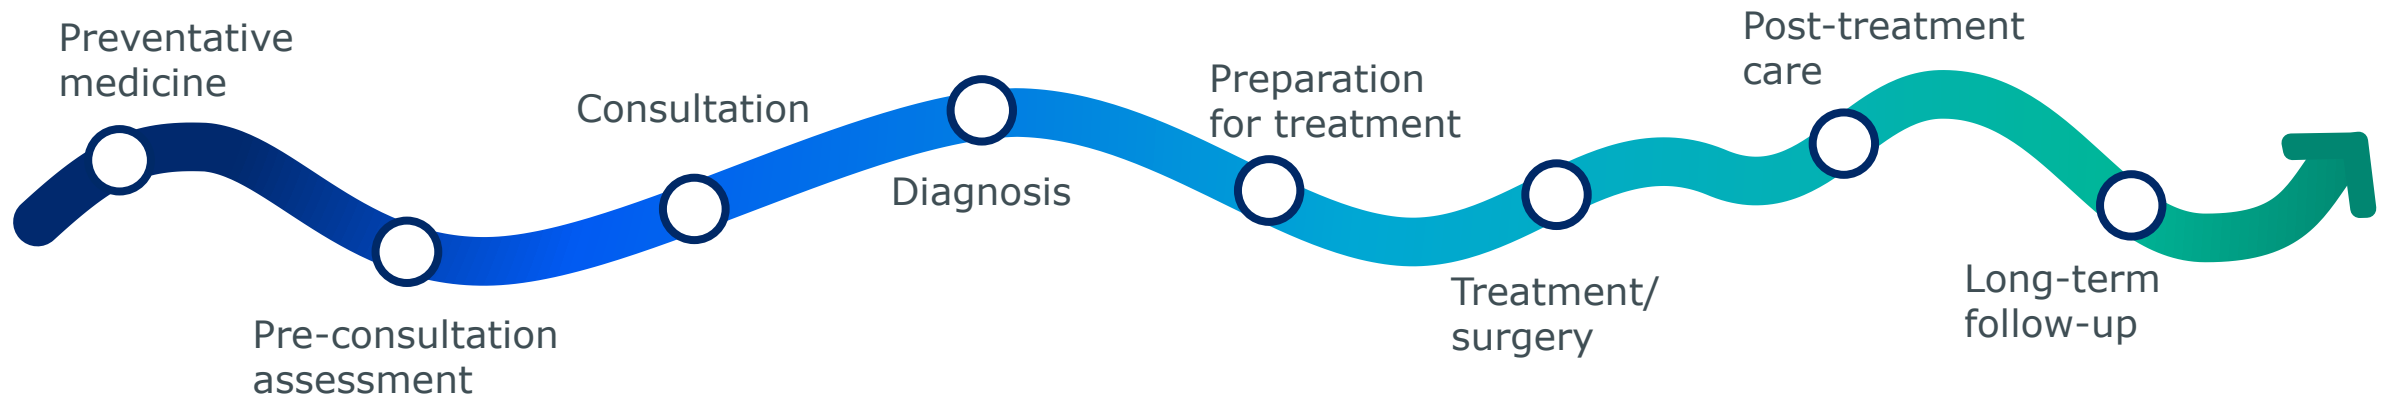 Preventative
medicine
Pre-consultation
assessment
Consultation
Diagnosis
Preparation
for treatment
Treatment/
surgery
Post-treatment
care
Long-term
follow-up